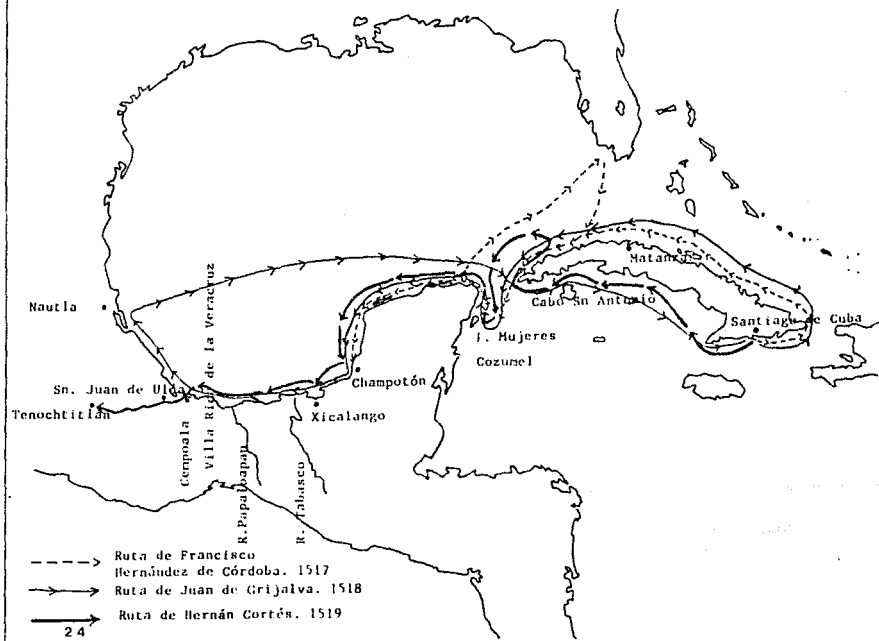 Nautla
Matanzas
Cabo Sn Antonio
Santiago de Cuba
I. Mujeres
Cozumel
Champotón
Sn. Juan de Ulúa
Tenochtitlán
Xicalango
Cempoala
Villa Rica de la Veracruz
R.Papaloapan
R. Tabasco
Ruta de Francisco
Hernández de Córdoba. 1517
Ruta de Juan de Grijalva. 1518
Ruta de Hernán Cortés. 1519
24